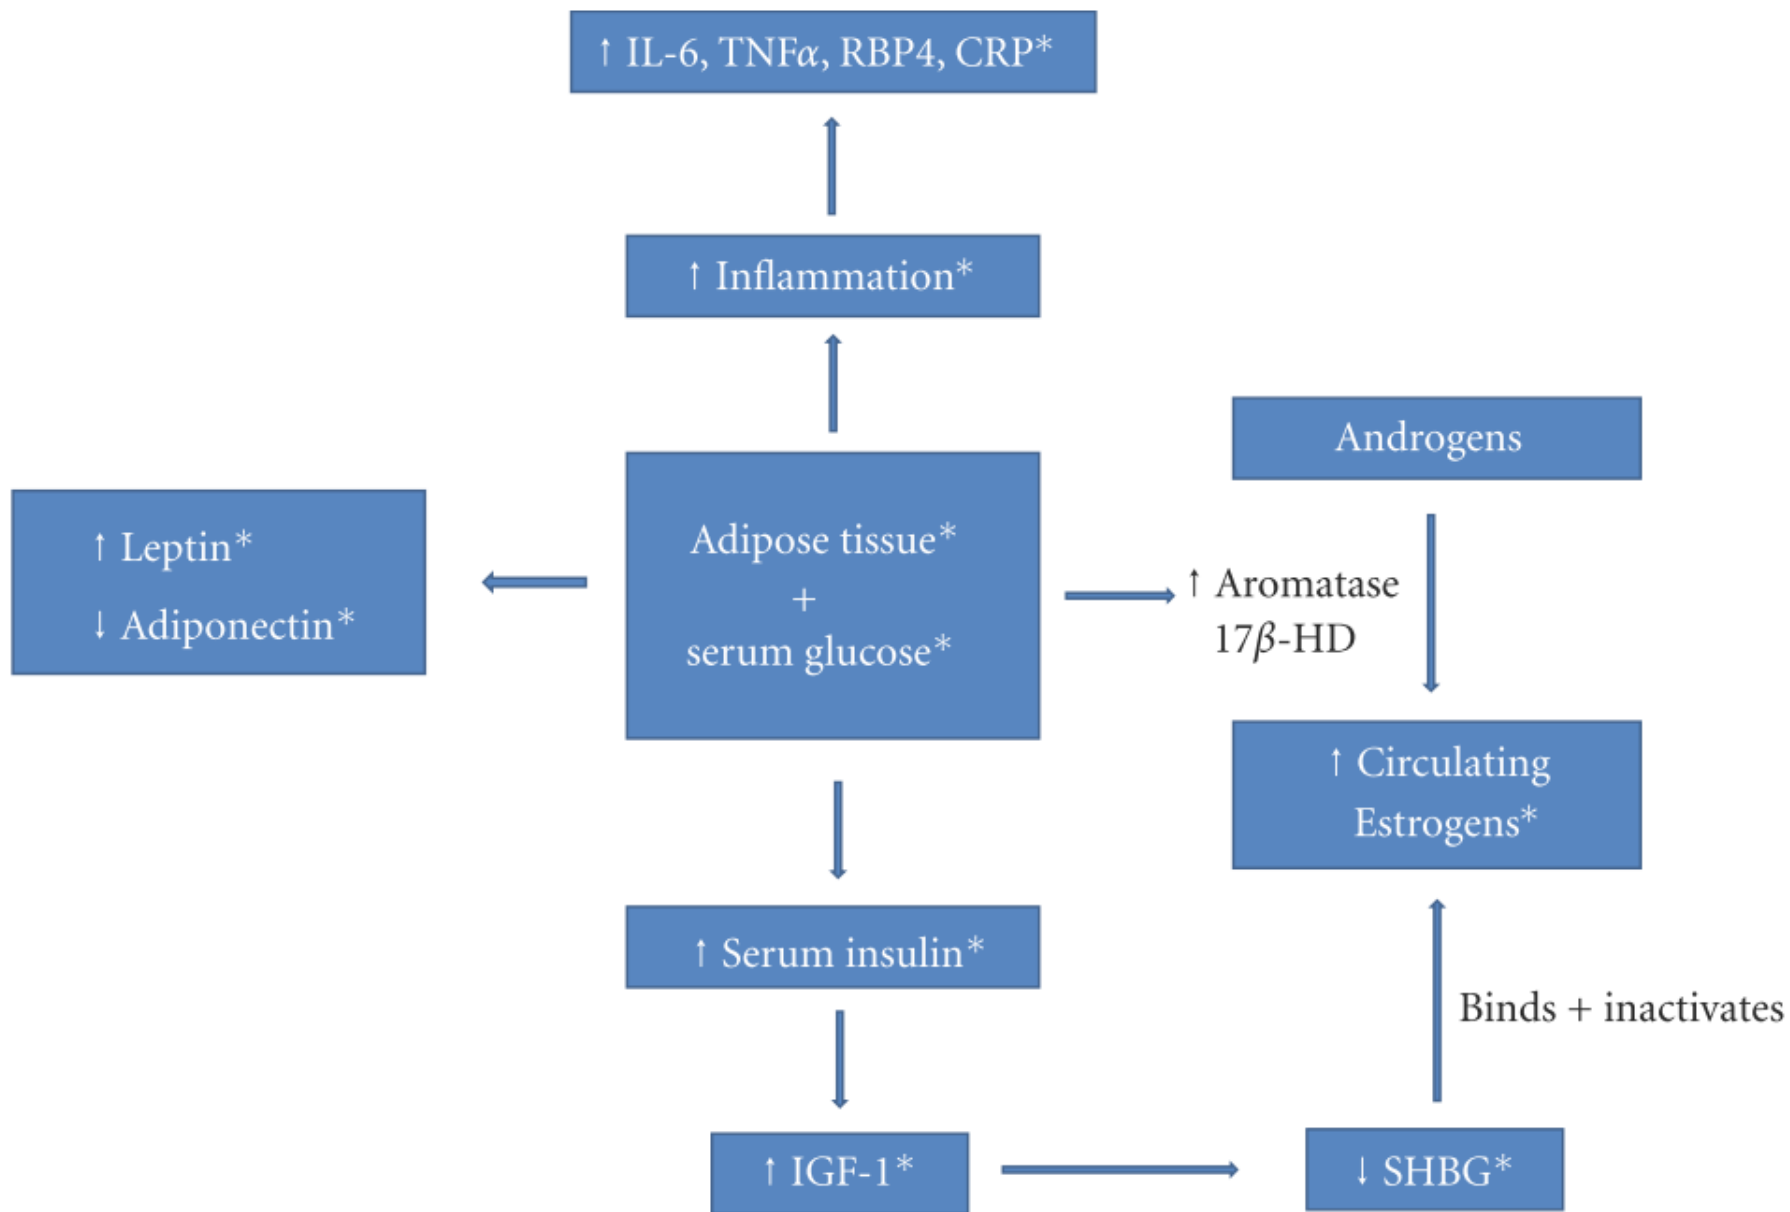 ↑ IL-6, TNFα, RBP4, CRP*
↑ Inflammation*
Androgens
↑ Leptin*
↓ Adiponectin*
Adipose tissue*
+
serum glucose*
↑ Aromatase
17β-HD
↑ Circulating
Estrogens*
↑ Serum insulin*
Binds + inactivates
↑ IGF-1*
↓ SHBG*